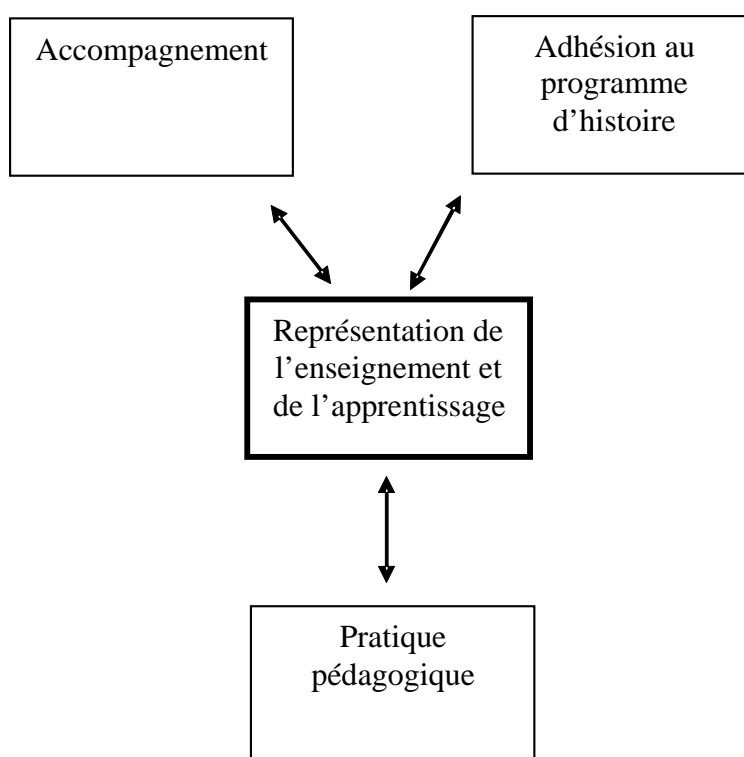 Accompagnement
Adhésion au
programme
d’histoire
Représentation de
l’enseignement et
de l’apprentissage
Pratique
pédagogique